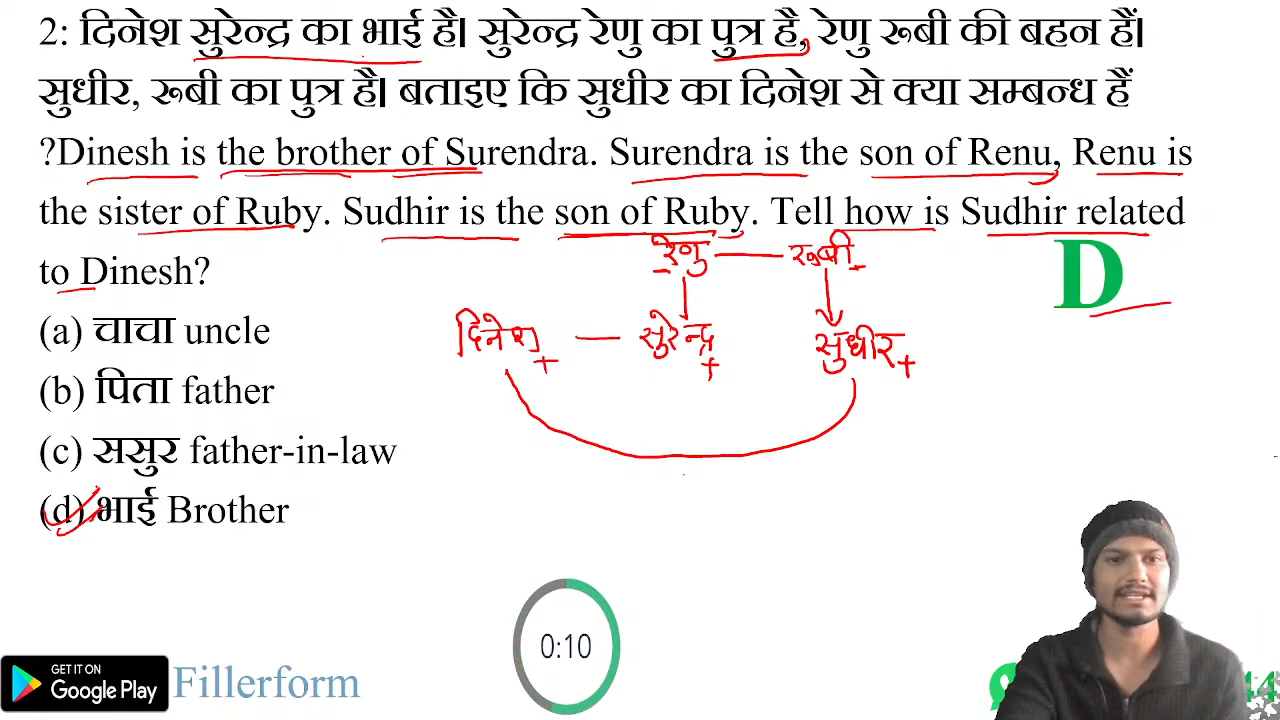 2: दिनेश सुरेन्द्र का भाई है। सुरेन्द्र रेणु का पुत्र है, रेणु रूबी की बहन हैं।
सुधीर, रूबी का पुत्र है। बताइए कि सुधीर का दिनेश से क्या सम्बन्ध हैं
?Dinesh is the brother of Surendra. Surendra is the son of Renu, Renu is
the sister of Ruby. Sudhir is the son of Ruby. Tell how is Sudhir related
to Dinesh?
रेणु रूबी
D
दिनेश सुरेन्द्र सुधीर
(a) चाचा uncle
(b) पिता father
(c) ससुर father-in-law
(d) भाई Brother
0:10
GET IT ON
Google Play
Fillerform